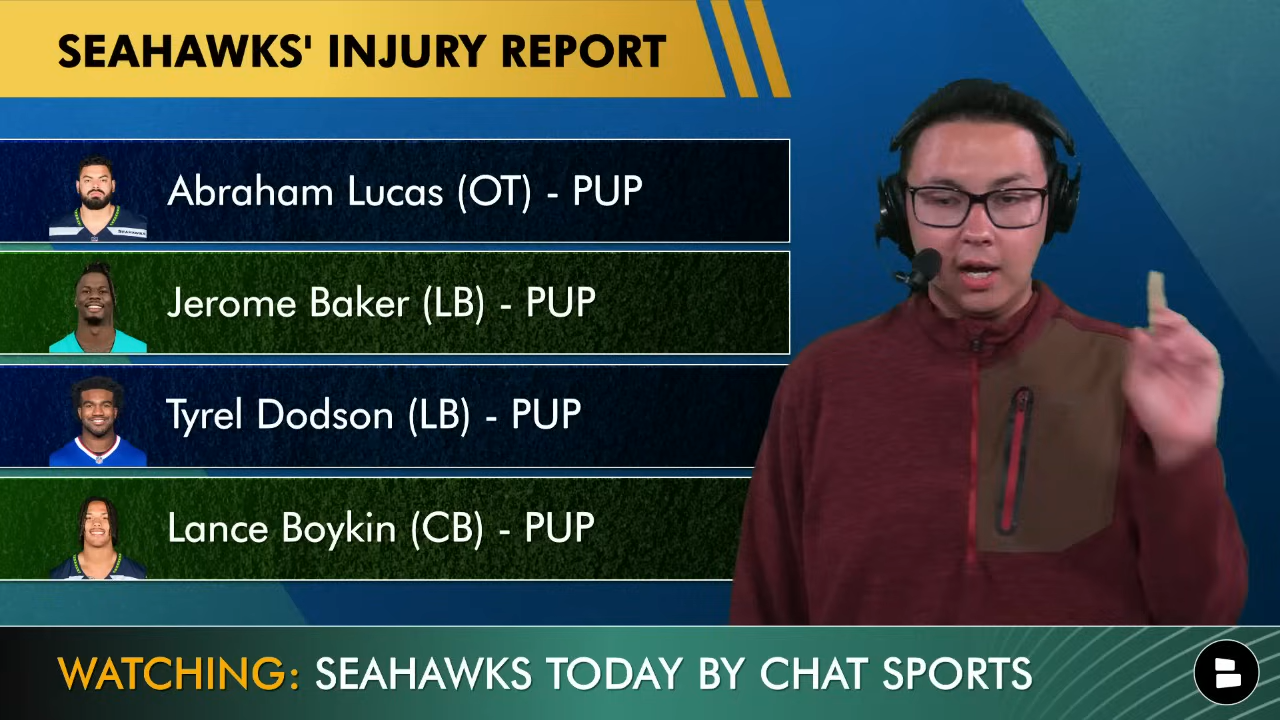 SEAHAWKS' INJURY REPORT
Abraham Lucas (OT) - PUP
Jerome Baker (LB) - PUP
Tyrel Dodson (LB) - PUP
Lance Boykin (CB) - PUP
WATCHING: SEAHAWKS TODAY BY CHAT SPORTS